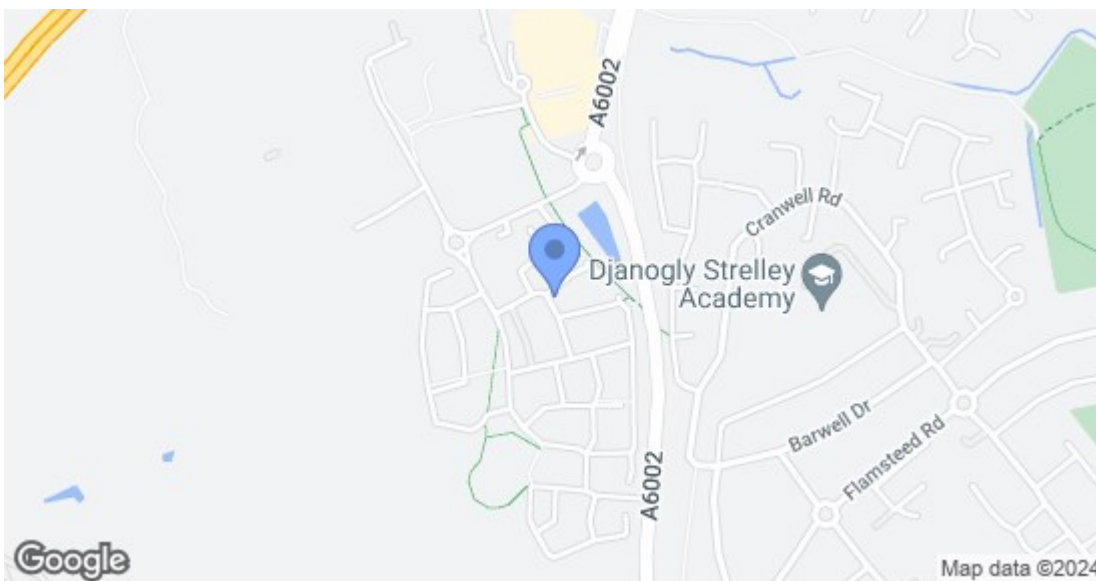 A6002
Cranwell Rd
Djanogly Strelley
Academy
Barwell Dr
Flamsteed Rd
A6002
Google
Map data ©2024